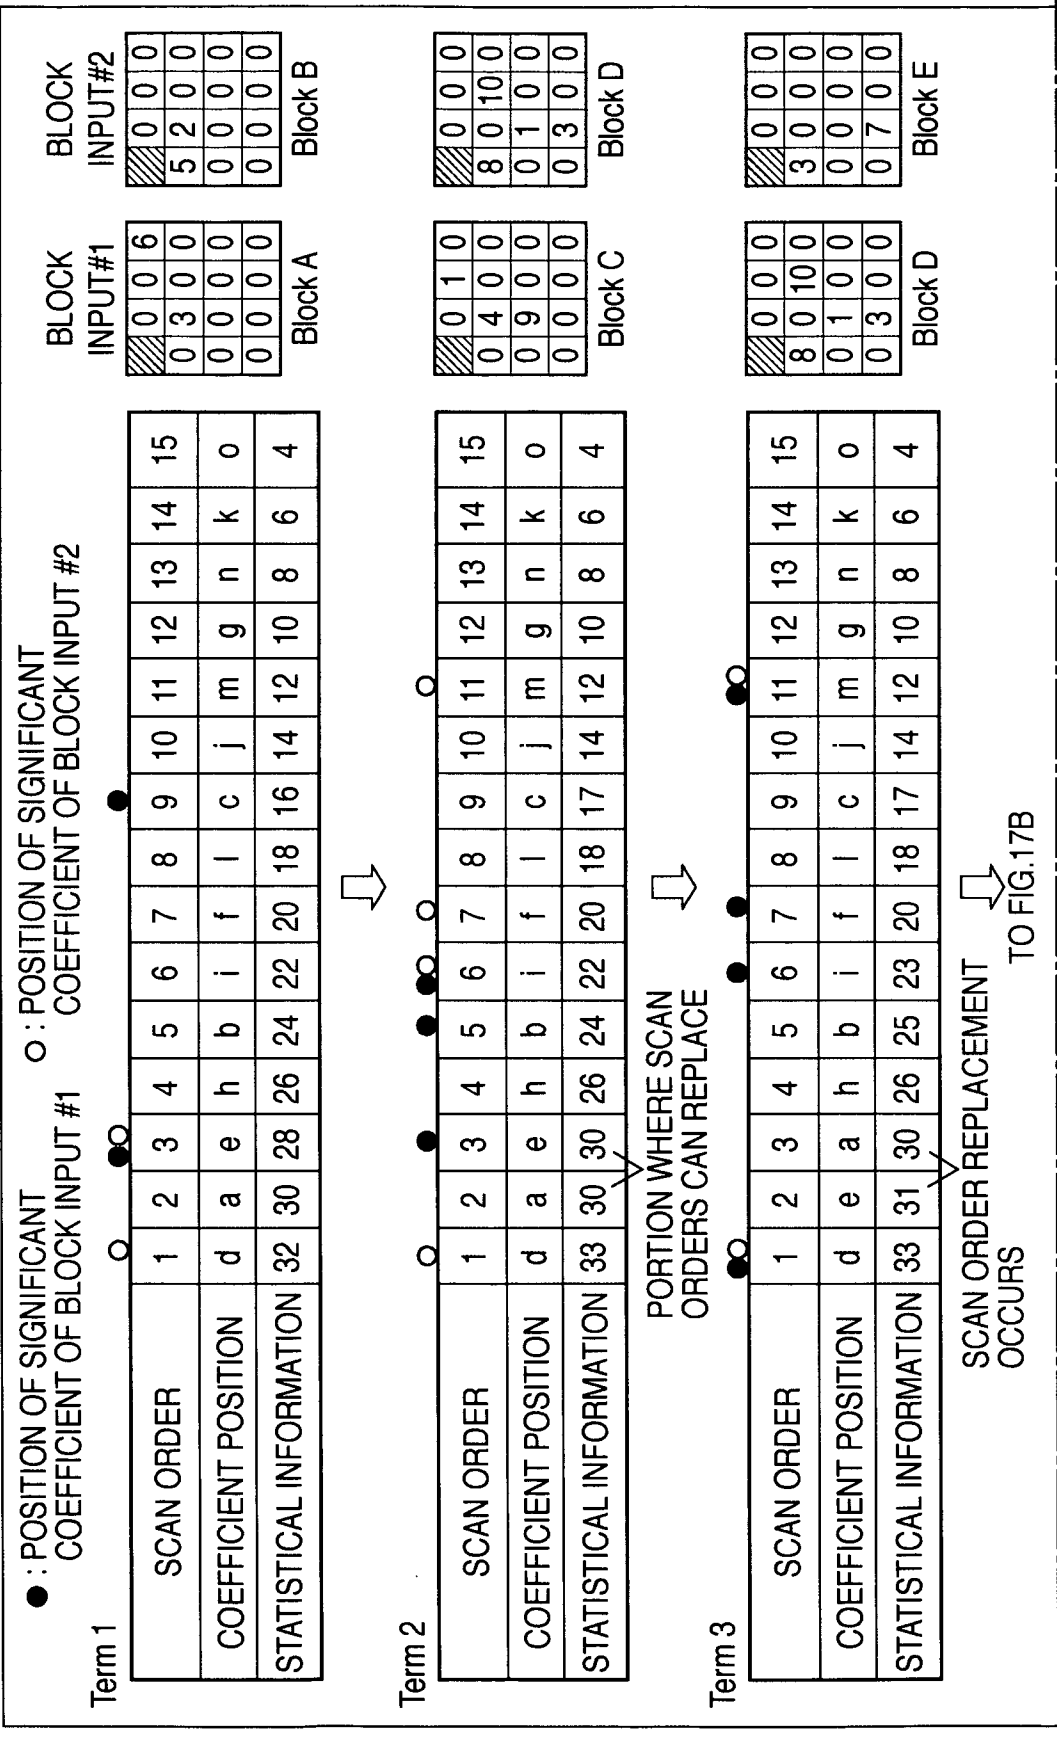 ● : POSITION OF SIGNIFICANT COEFFICIENT OF BLOCK INPUT #1
○ : POSITION OF SIGNIFICANT COEFFICIENT OF BLOCK INPUT #2
BLOCK INPUT#1
BLOCK INPUT#2
Term 1
SCAN ORDER 1 2 3 4 5 6 7 8 9 10 11 12 13 14 15
COEFFICIENT POSITION d a e h b i f l c j m g n k o
STATISTICAL INFORMATION 32 30 28 26 24 22 20 18 16 14 12 10 8 6 4
0 0 6
0 3 0 0
0 0 0 0
0 0 0 0
Block A
0 0 0
5 2 0 0
0 0 0 0
0 0 0 0
Block B
Term 2
SCAN ORDER 1 2 3 4 5 6 7 8 9 10 11 12 13 14 15
COEFFICIENT POSITION d a e h b i f l c j m g n k o
STATISTICAL INFORMATION 33 30 30 26 24 22 20 18 17 14 12 10 8 6 4
PORTION WHERE SCAN
ORDERS CAN REPLACE
0 1 0
0 4 0 0
0 9 0 0
0 0 0 0
Block C
0 0 0
8 0 10 0
0 1 0 0
0 3 0 0
Block D
Term 3
SCAN ORDER 1 2 3 4 5 6 7 8 9 10 11 12 13 14 15
COEFFICIENT POSITION d e a h b i f l c j m g n k o
STATISTICAL INFORMATION 33 31 30 26 25 23 20 18 17 14 12 10 8 6 4
SCAN ORDER REPLACEMENT
OCCURS
TO FIG.17B
0 0 0
8 0 10 0
0 1 0 0
0 3 0 0
Block D
0 0 0
3 0 0 0
0 0 0 0
0 7 0 0
Block E